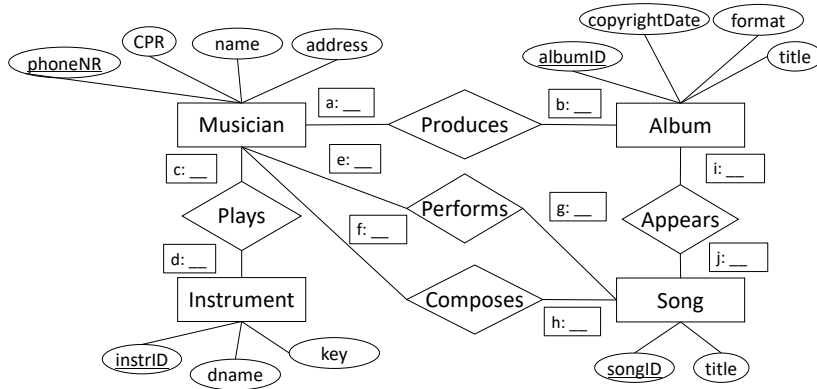 copyrightDate
CPR
name
address
format
phoneNR
albumID
title
a: __
b: __
Musician
Produces
Album
c: __
e: __
i: __
Plays
Performs
g: __
Appears
f: __
d: __
j: __
Instrument
Composes
Song
h: __
instrID
dname
key
songID
title